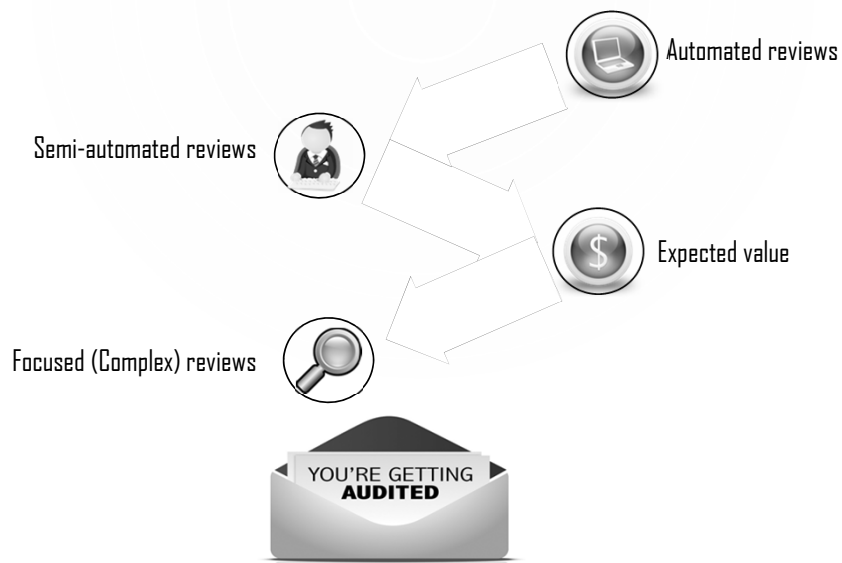 Automated reviews
Semi-automated reviews
$
Expected value
Focused (Complex) reviews
YOU'RE GETTING
AUDITED